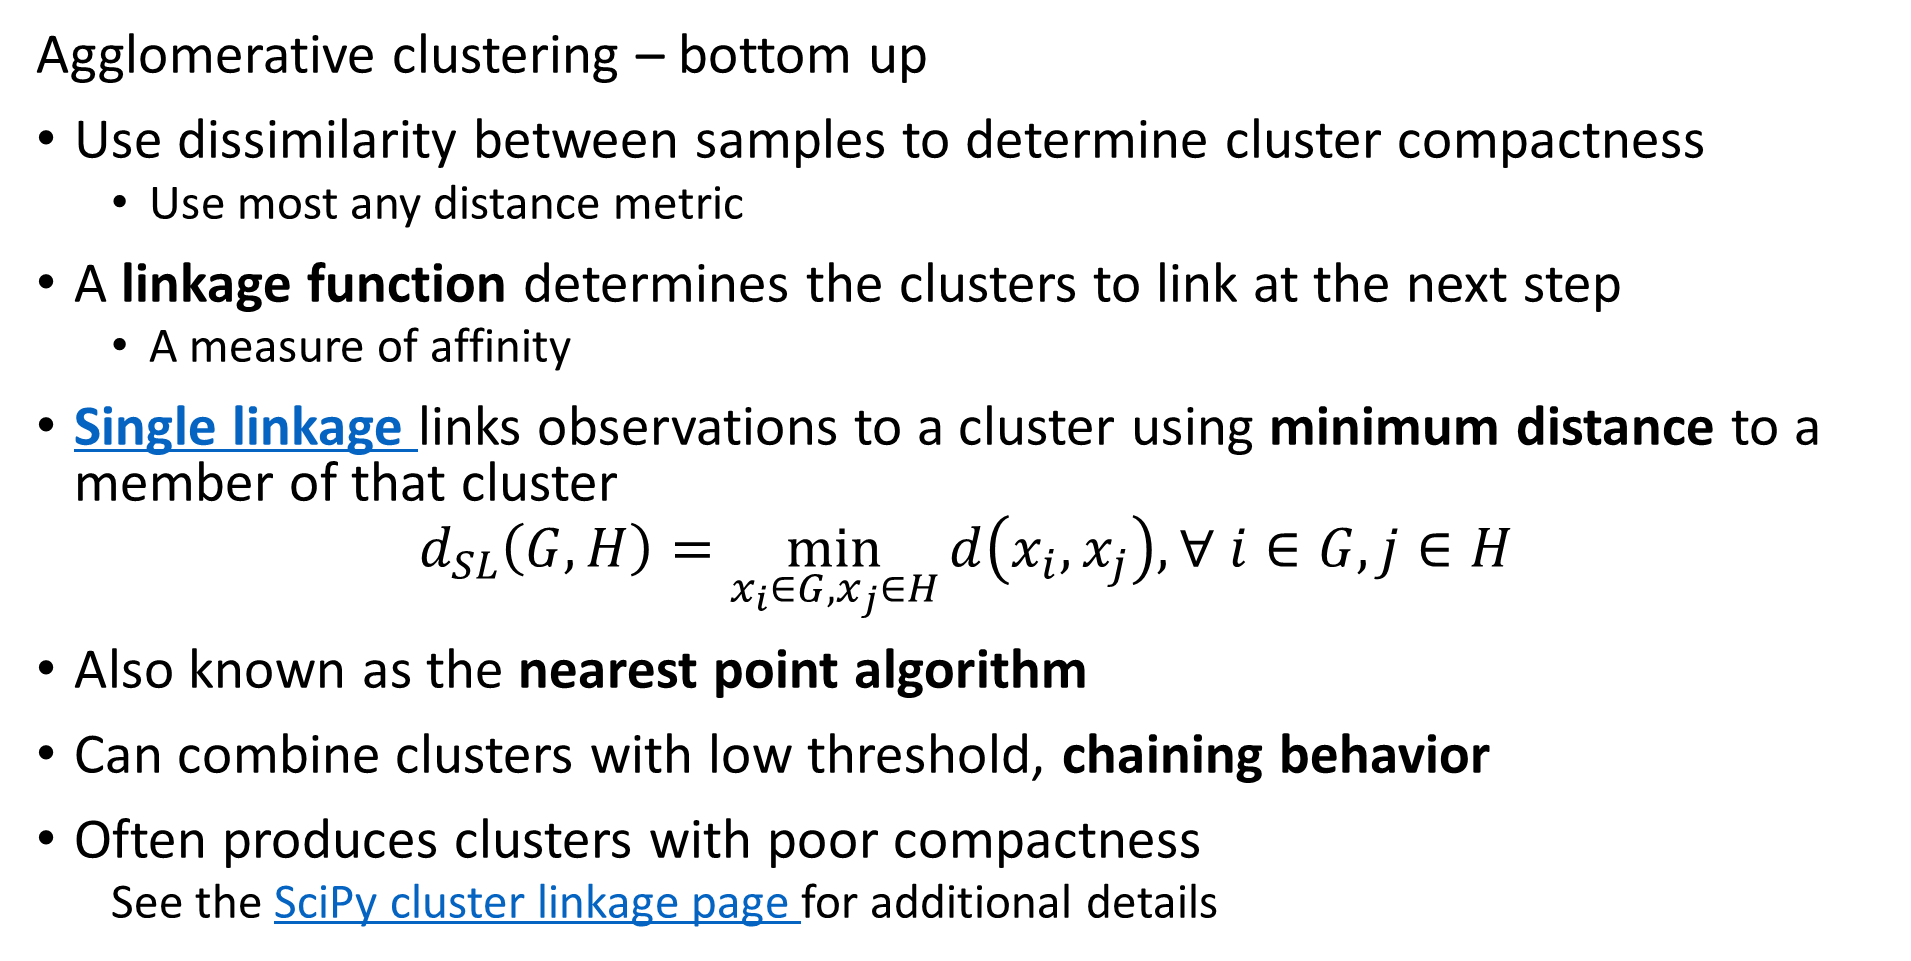 Agglomerative clustering – bottom up
• Use dissimilarity between samples to determine cluster compactness
• Use most any distance metric
• A linkage function determines the clusters to link at the next step
• A measure of affinity
• Single linkage links observations to a cluster using minimum distance to a
member of that cluster
d_{SL}(G, H) = min_{x_i∈G,x_j∈H} d(x_i, x_j), ∀ i ∈ G, j ∈ H
• Also known as the nearest point algorithm
• Can combine clusters with low threshold, chaining behavior
• Often produces clusters with poor compactness
See the SciPy cluster linkage page for additional details